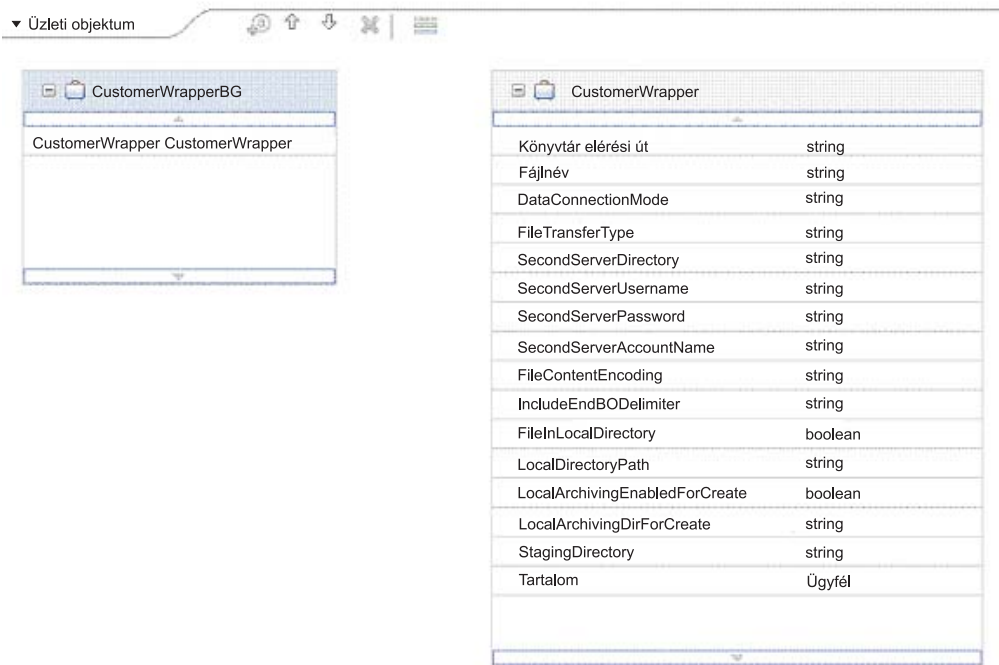 Üzleti objektum
CustomerWrapperBG
CustomerWrapper CustomerWrapper
CustomerWrapper
Könyvtár elérési út string
Fájlnév string
DataConnectionMode string
FileTransferType string
SecondServerDirectory string
SecondServerUsername string
SecondServerPassword string
SecondServerAccountName string
FileContentEncoding string
IncludeEndBODelimiter string
FileInLocalDirectory boolean
LocalDirectoryPath string
LocalArchivingEnabledForCreate boolean
LocalArchivingDirForCreate string
StagingDirectory string
Tartalom Ügyfél